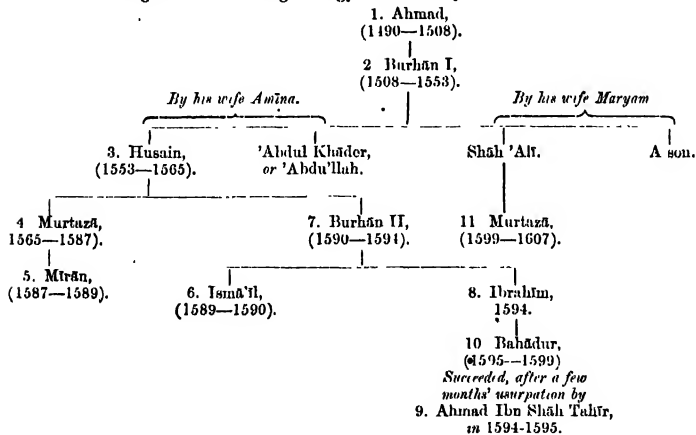 1. Ahmad,
(1490—1508).
2 Burhān I,
(1508—1553).
By his wife Amīna.
By his wife Maryam
3. Husain,
(1553—1565).
'Abdul Khāder,
or 'Abdu'llah.
Shāh 'Alī.
A son.
4 Murtazā,
1565—1587).
7. Burhān II,
(1590—1594).
11 Murtazā,
(1599—1607).
5. Mīrān,
(1587—1589).
6. Ismā'īl,
(1589—1590).
8. Ibrahīm,
1594.
10 Bahādur,
(1595—1599)
Succeeded, after a few
months' usurpation by
9. Ahmad Ibn Shāh Tahīr,
in 1594-1595.